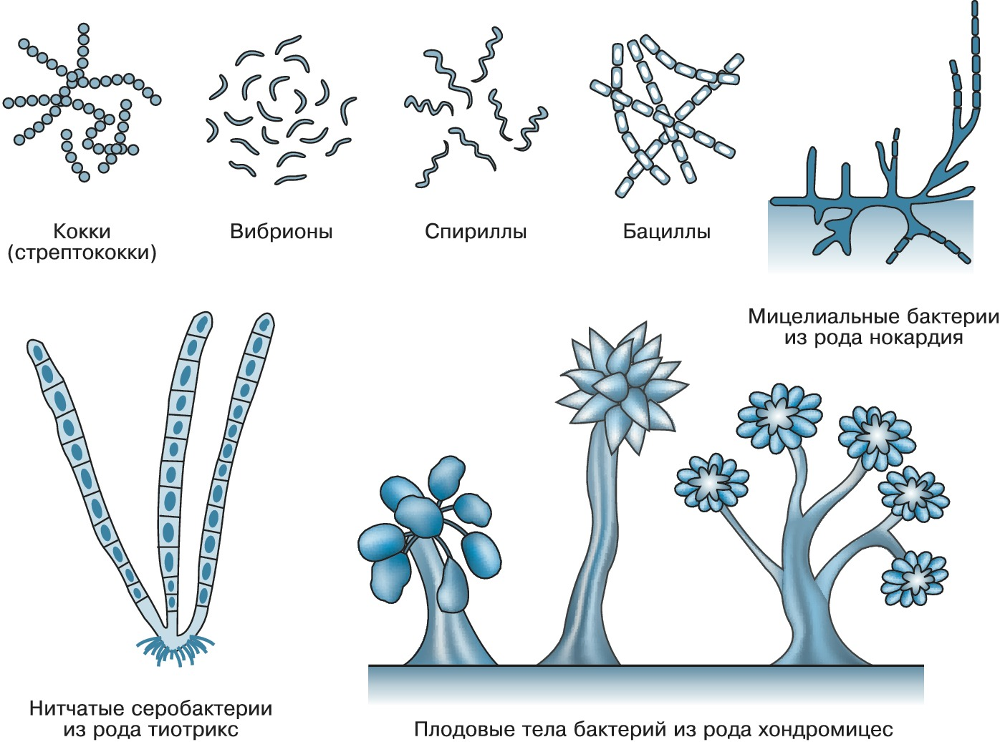 Кокки
(стрептококки)
Вибрионы
Спириллы
Бациллы
Мицелиальные бактерии
из рода нокардия
Нитчатые серобактерии
из рода тиотрикс
Плодовые тела бактерий из рода хондромицес